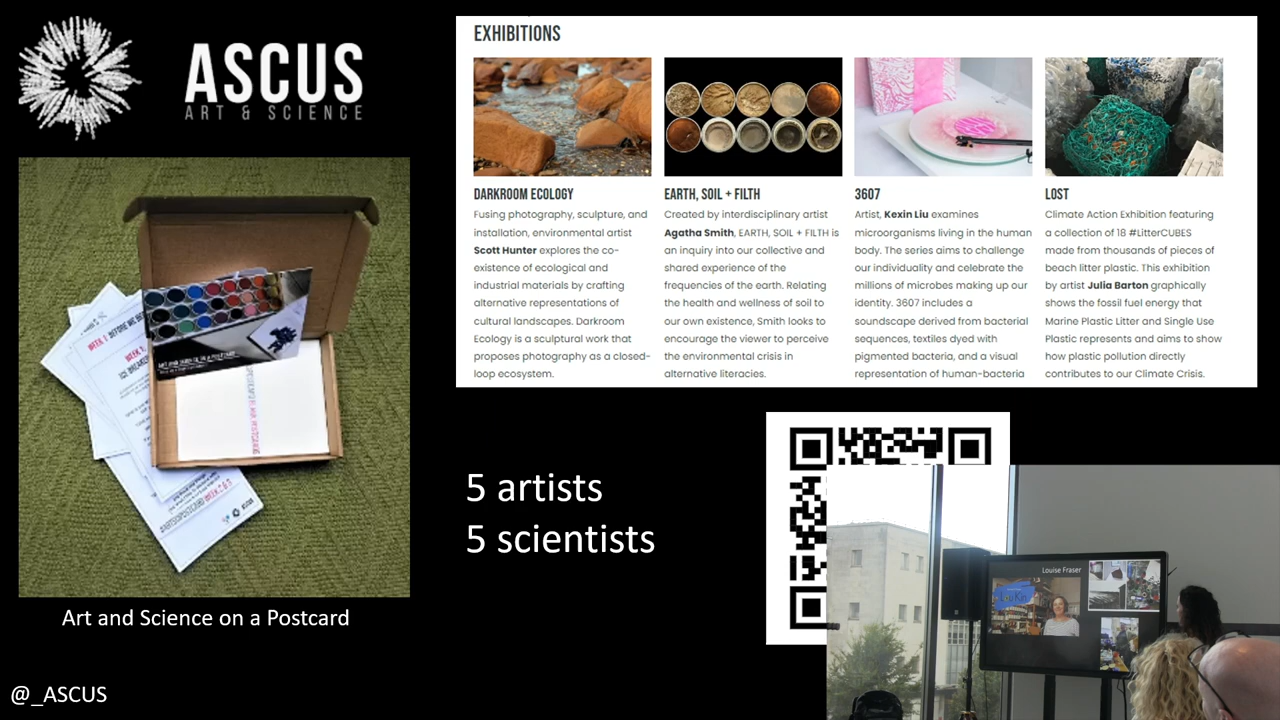 ASCUS
ART & SCIENCE
EXHIBITIONS
DARKROOM ECOLOGY
Fusing photography, sculpture, and
installation, environmental artist
Scott Hunter explores the co-
existence of ecological and
industrial materials by crafting
alternative representations of
cultural landscapes. Darkroom
Ecology is a sculptural work that
proposes photography as a closed-
loop ecosystem.
EARTH, SOIL + FILTH
Created by interdisciplinary artist
Agatha Smith, EARTH, SOIL + FILTH is
an inquiry into our collective and
shared experience of the
frequencies of the earth. Relating
the health and wellness of soil to
our own existence, Smith looks to
encourage the viewer to perceive
the environmental crisis in
alternative literacies.
3607
Artist, Kexin Liu examines
microorganisms living in the human
body. The series aims to challenge
our individuality and celebrate the
millions of microbes making up our
identity. 3607 includes a
soundscape derived from bacterial
sequences, textiles dyed with
pigmented bacteria, and a visual
representation of human-bacteria
LOST
Climate Action Exhibition featuring
a collection of 18 #LitterCUBES
made from thousands of pieces of
beach litter plastic. This exhibition
by artist Julia Barton graphically
shows the fossil fuel energy that
Marine Plastic Litter and Single Use
Plastic represents and aims to show
how plastic pollution directly
contributes to our Climate Crisis.
5 artists
5 scientists
Louise Fraser
Art and Science on a Postcard
@_ASCUS